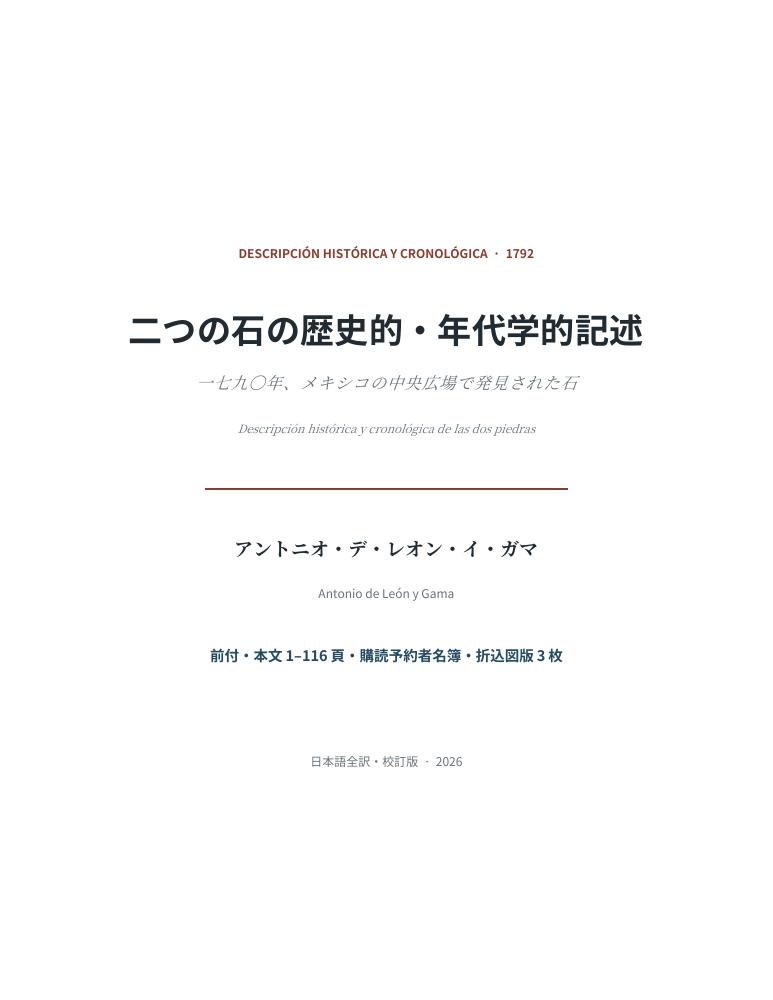 DESCRIPCIÓN HISTÓRICA Y CRONOLÓGICA · 1792
二つの石の歴史的・年代学的記述
一七九〇年、メキシコの中央広場で発見された石
Descripción histórica y cronológica de las dos piedras
アントニオ・デ・レオン・イ・ガマ
Antonio de León y Gama
前付・本文 1–116 頁・購読予約者名簿・折込図版 3 枚
日本語全訳・校訂版 · 2026